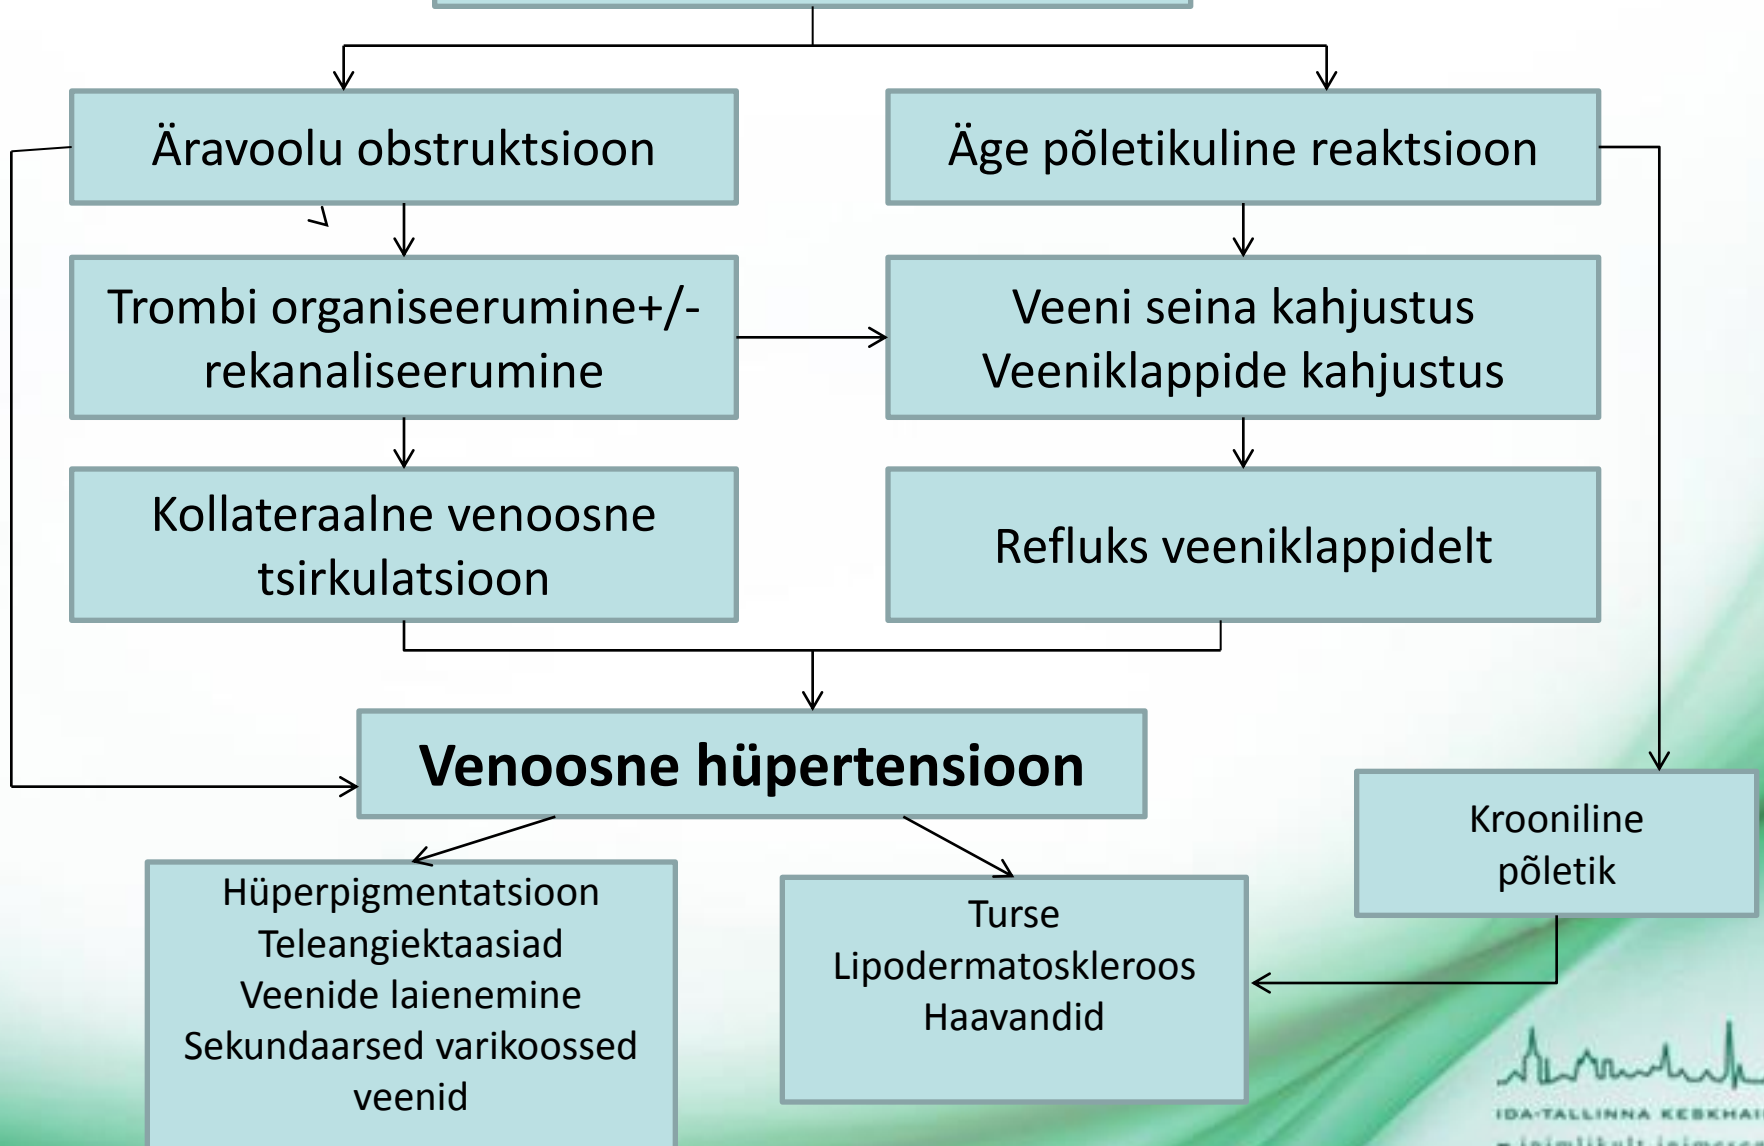 Äravoolu obstruktsioon
Äge põletikuline reaktsioon
Trombi organiseerumine+/-
rekanaliseerumine
Veeni seina kahjustus
Veeniklappide kahjustus
Kollateraalne venoosne
tsirkulatsioon
Refluks veeniklappidelt
Venoosne hüpertensioon
Krooniline
põletik
Hüperpigmentatsioon
Teleangiektaasiad
Veenide laienemine
Sekundaarsed varikoossed
veenid
Turse
Lipodermatoskleroos
Haavandid
IDA-TALLINNA